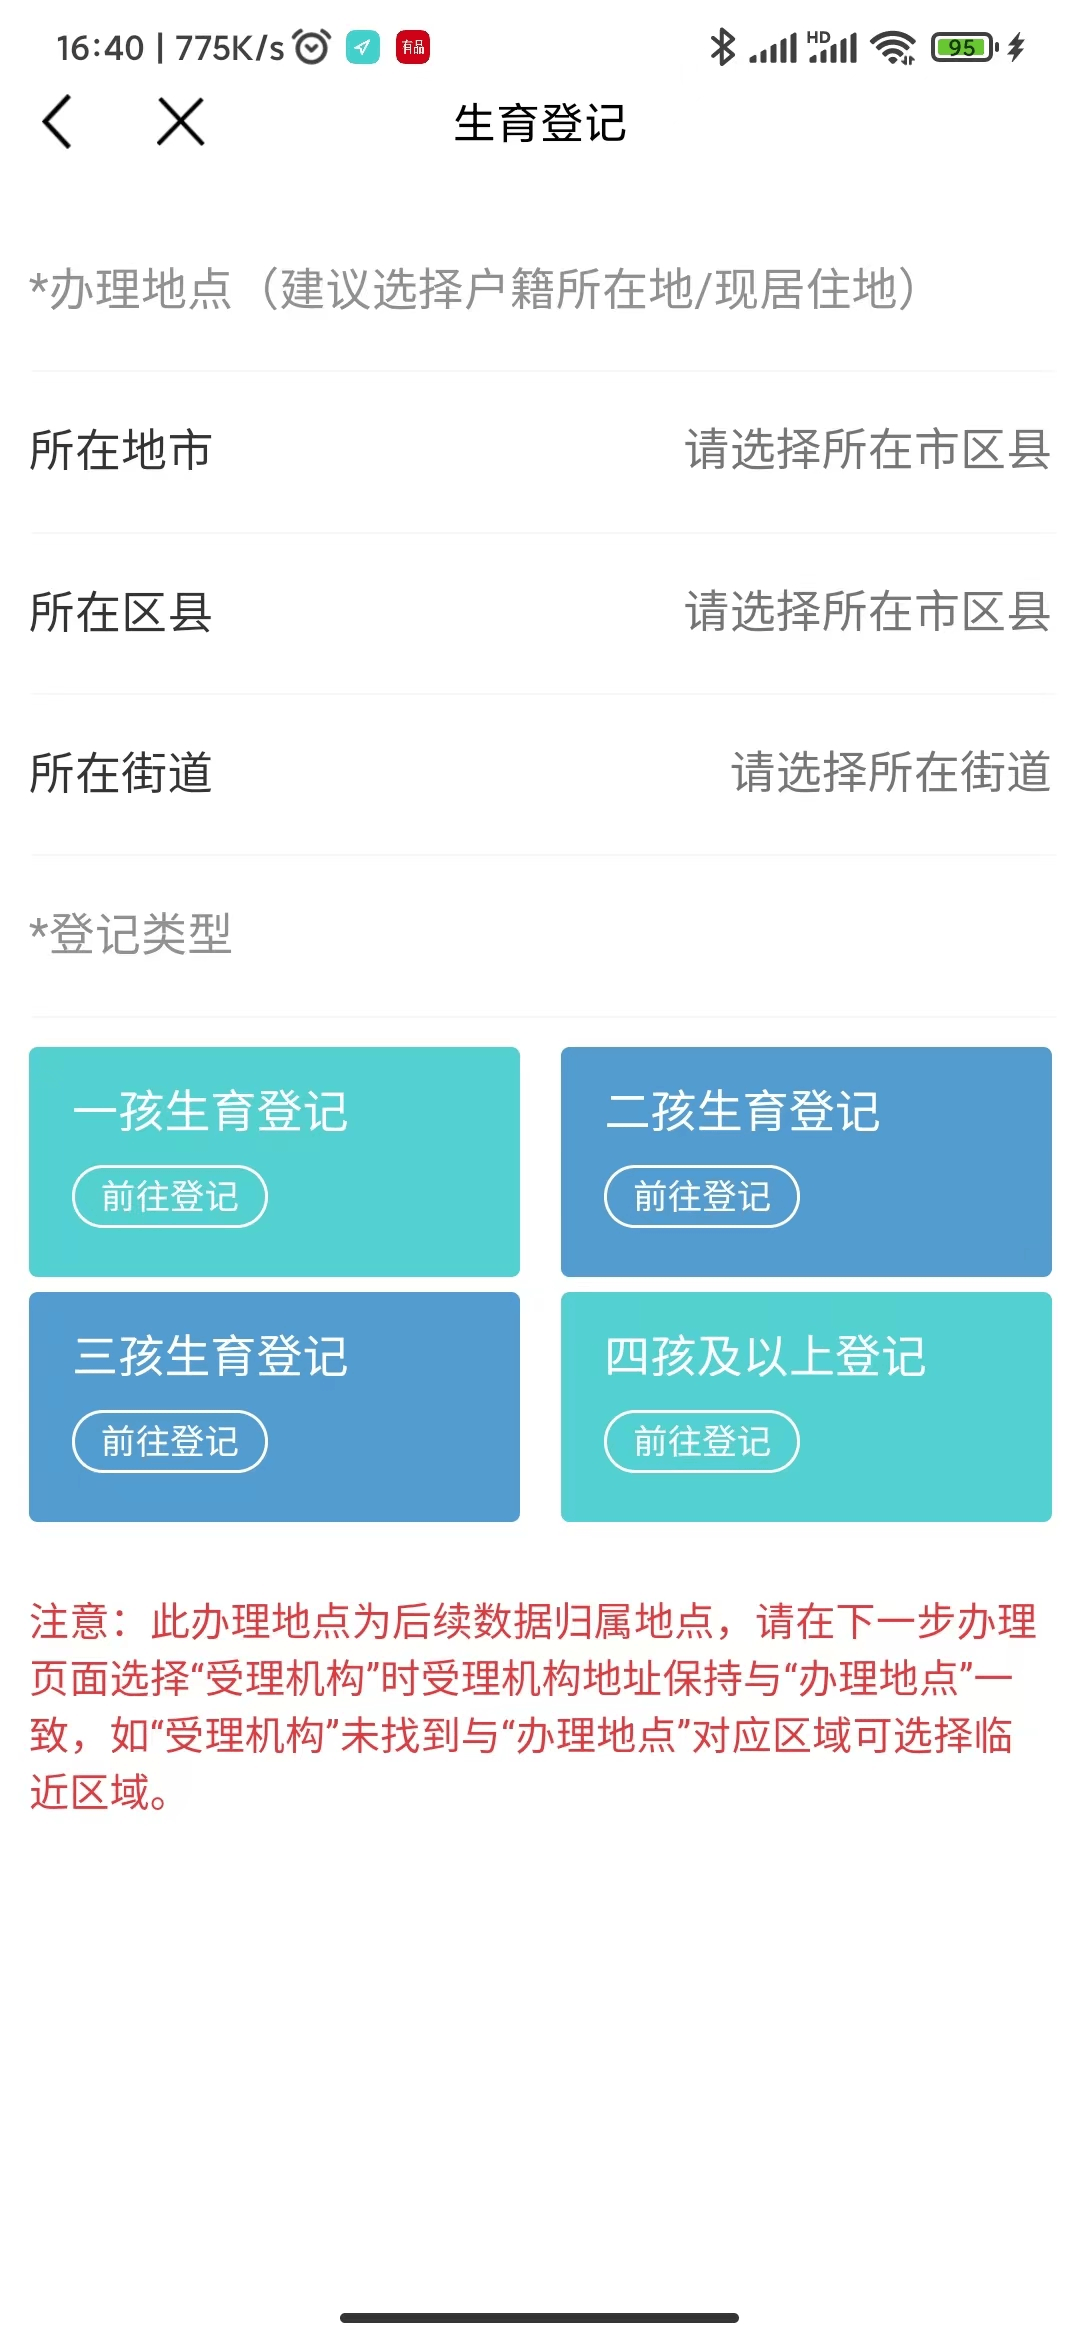 16:40 | 775K/s 有品 HD 95
生育登记
*办理地点（建议选择户籍所在地/现居住地）
所在地市 请选择所在市区县
所在区县 请选择所在市区县
所在街道 请选择所在街道
*登记类型
一孩生育登记 二孩生育登记
前往登记 前往登记
三孩生育登记 四孩及以上登记
前往登记 前往登记
注意：此办理地点为后续数据归属地点，请在下一步办理
页面选择“受理机构”时受理机构地址保持与“办理地点”一
致，如“受理机构”未找到与“办理地点”对应区域可选择临
近区域。